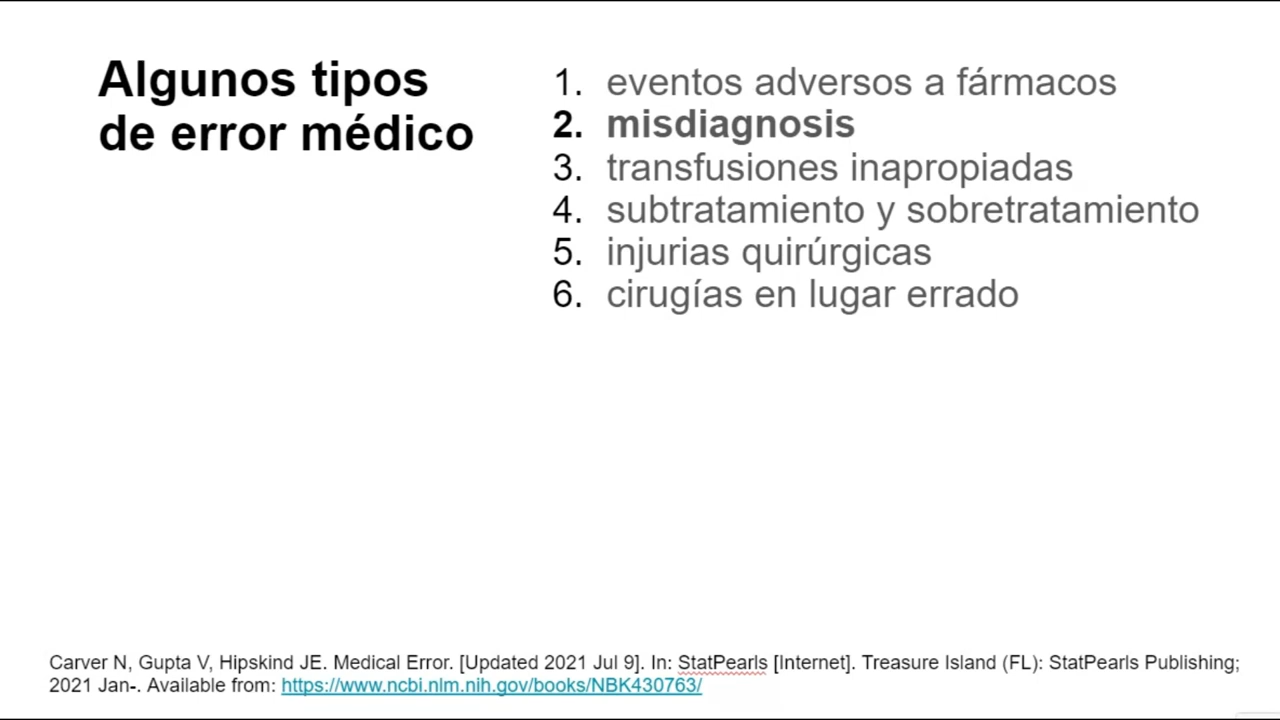 Algunos tipos
de error médico
1. eventos adversos a fármacos
2. misdiagnosis
3. transfusiones inapropiadas
4. subtratamiento y sobretratamiento
5. injurias quirúrgicas
6. cirugías en lugar errado
Carver N, Gupta V, Hipskind JE. Medical Error. [Updated 2021 Jul 9]. In: StatPearls [Internet]. Treasure Island (FL): StatPearls Publishing;
2021 Jan-. Available from: https://www.ncbi.nlm.nih.gov/books/NBK430763/